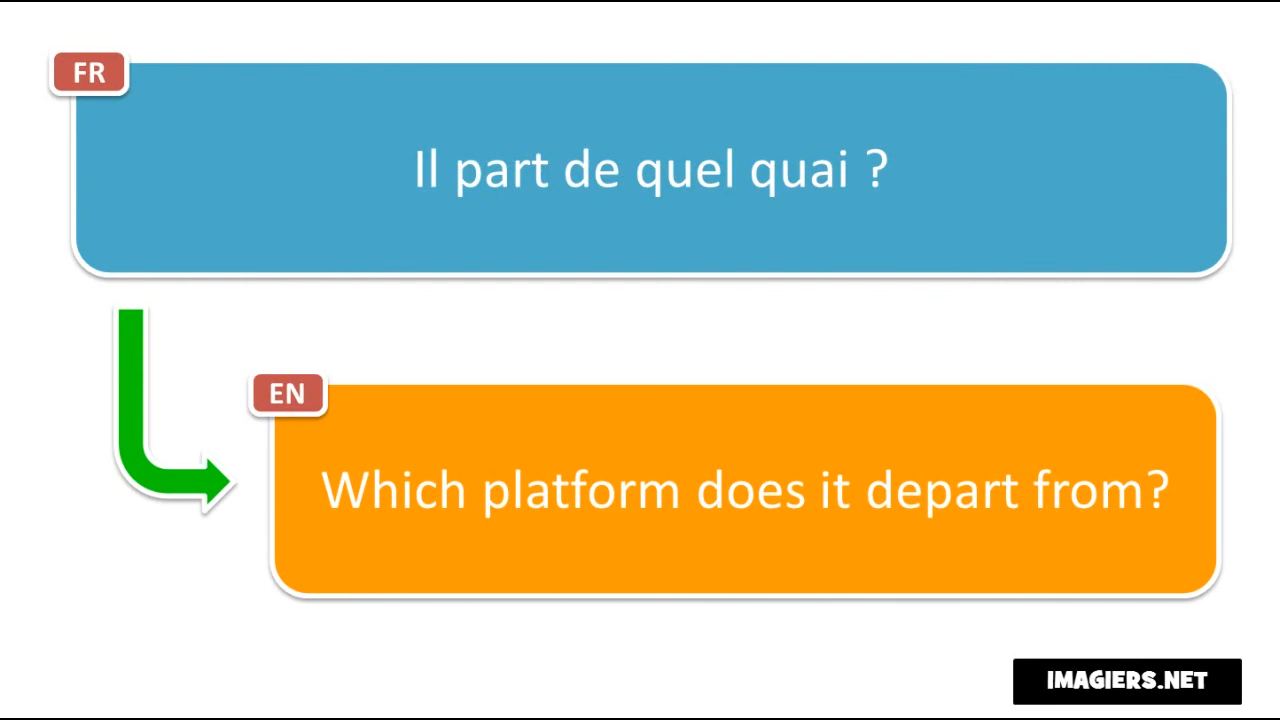 FR
Il part de quel quai ?
EN
Which platform does it depart from?
IMAGIERS.NET